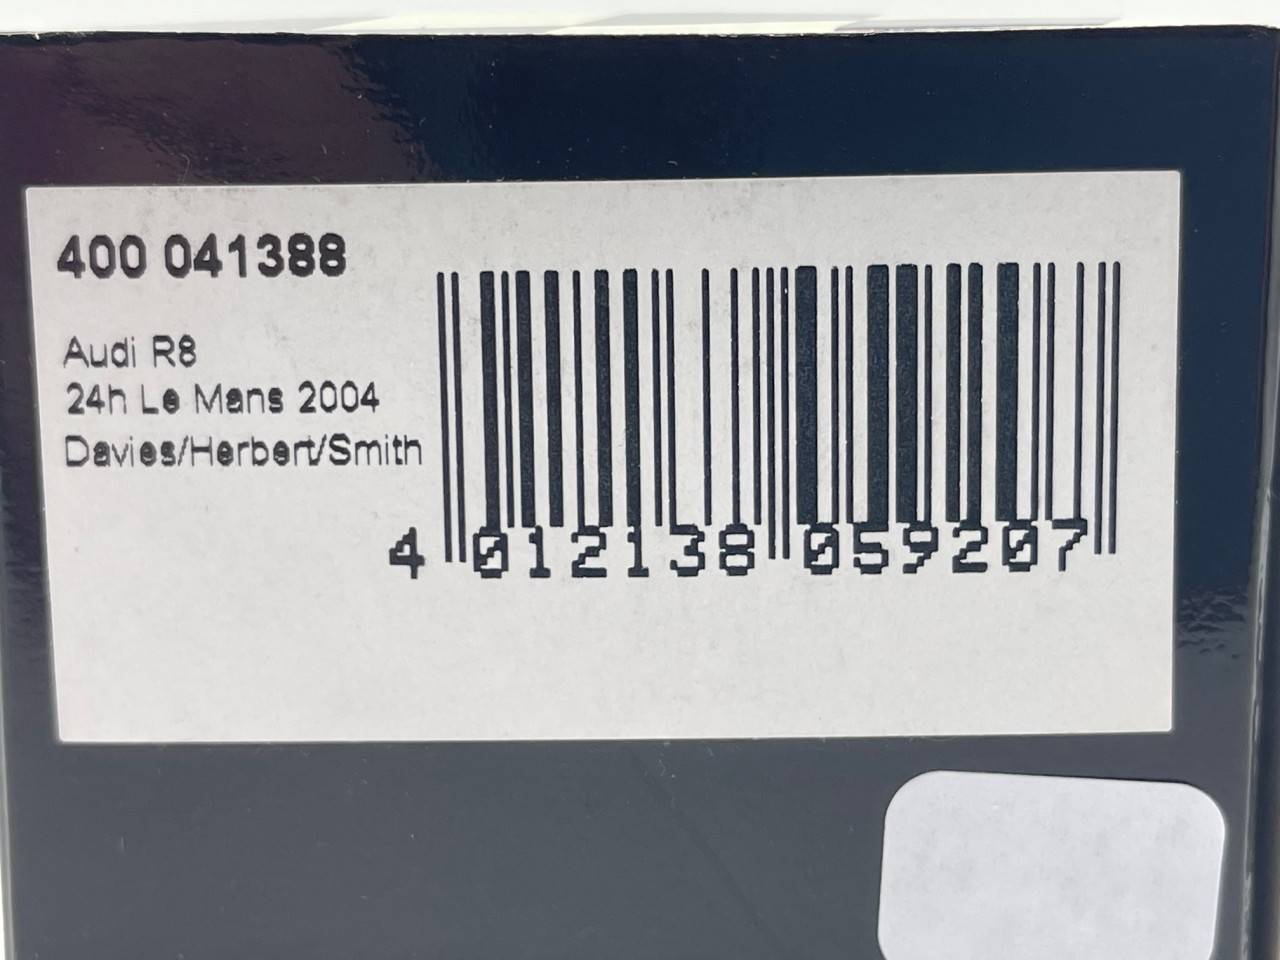 400 041388
Audi R8
24h Le Mans 2004
Davies/Herbert/Smith
4 012138 059207